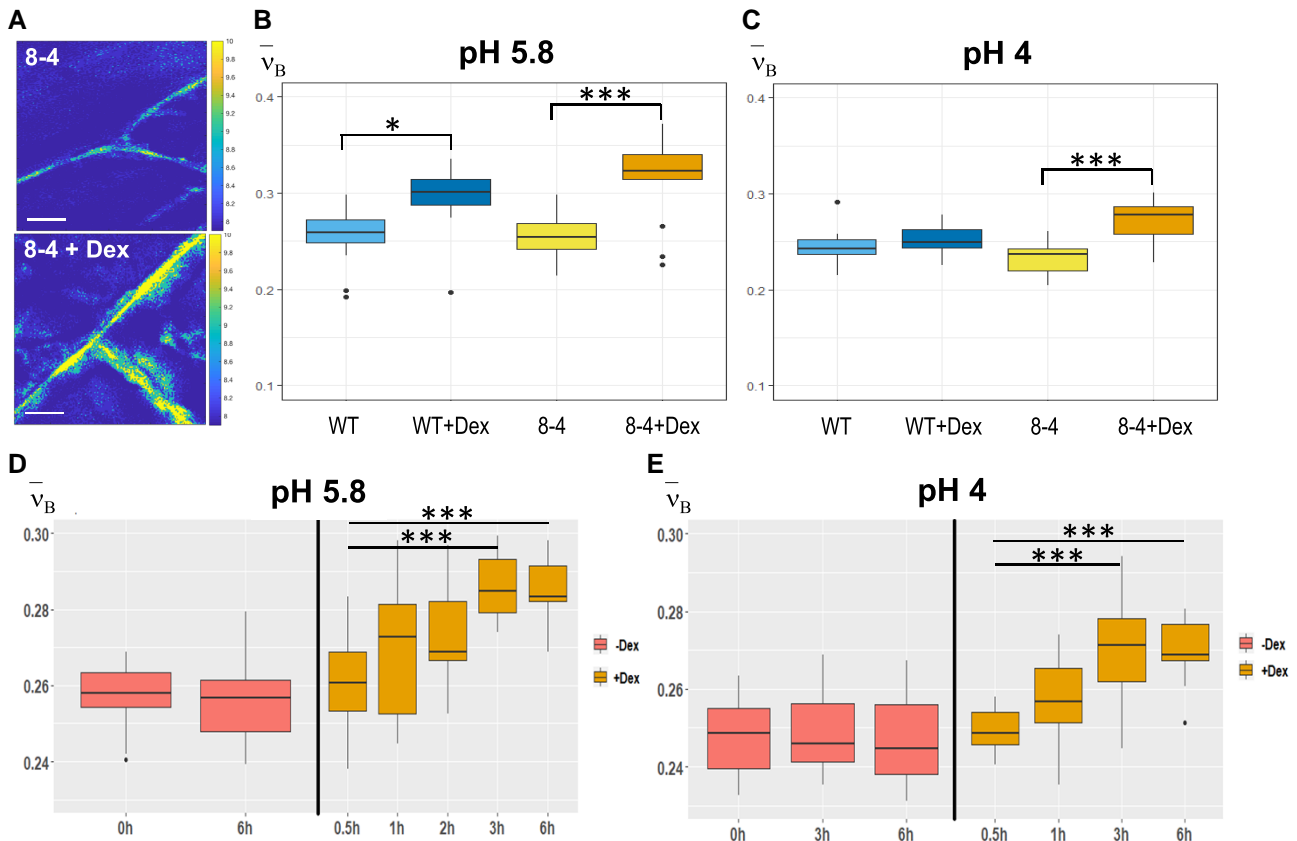 A
8-4
10
9.8
9.6
9.4
9.2
9
8.8
8.6
8.4
8.2
8
8-4 + Dex
10
9.8
9.6
9.4
9.2
9
8.8
8.6
8.4
8.2
8
B
ν̅B
pH 5.8
0.4
0.3
0.2
0.1
*
***
WT
WT+Dex
8-4
8-4+Dex
C
ν̅B
pH 4
0.4
0.3
0.2
0.1
***
WT
WT+Dex
8-4
8-4+Dex
D
ν̅B
pH 5.8
0.30
0.28
0.26
0.24
***
***
0h
6h
0.5h
1h
2h
3h
6h
-Dex
+Dex
E
ν̅B
pH 4
0.30
0.28
0.26
0.24
***
***
0h
3h
6h
0.5h
1h
3h
6h
-Dex
+Dex